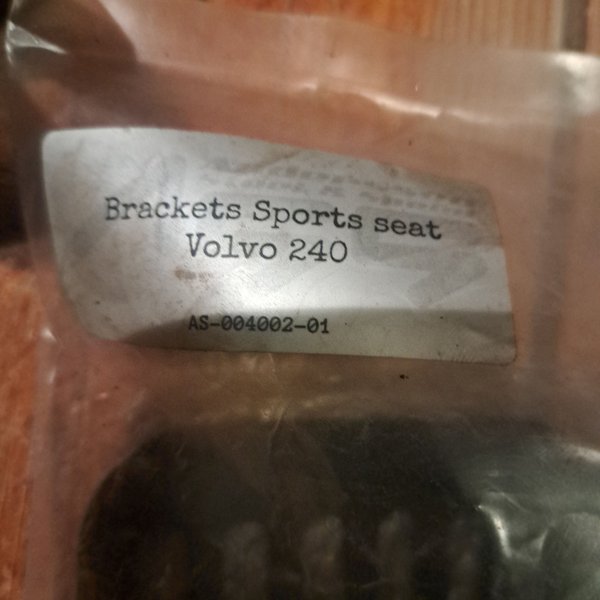 Brackets Sports seat
Volvo 240
AS-004002-01